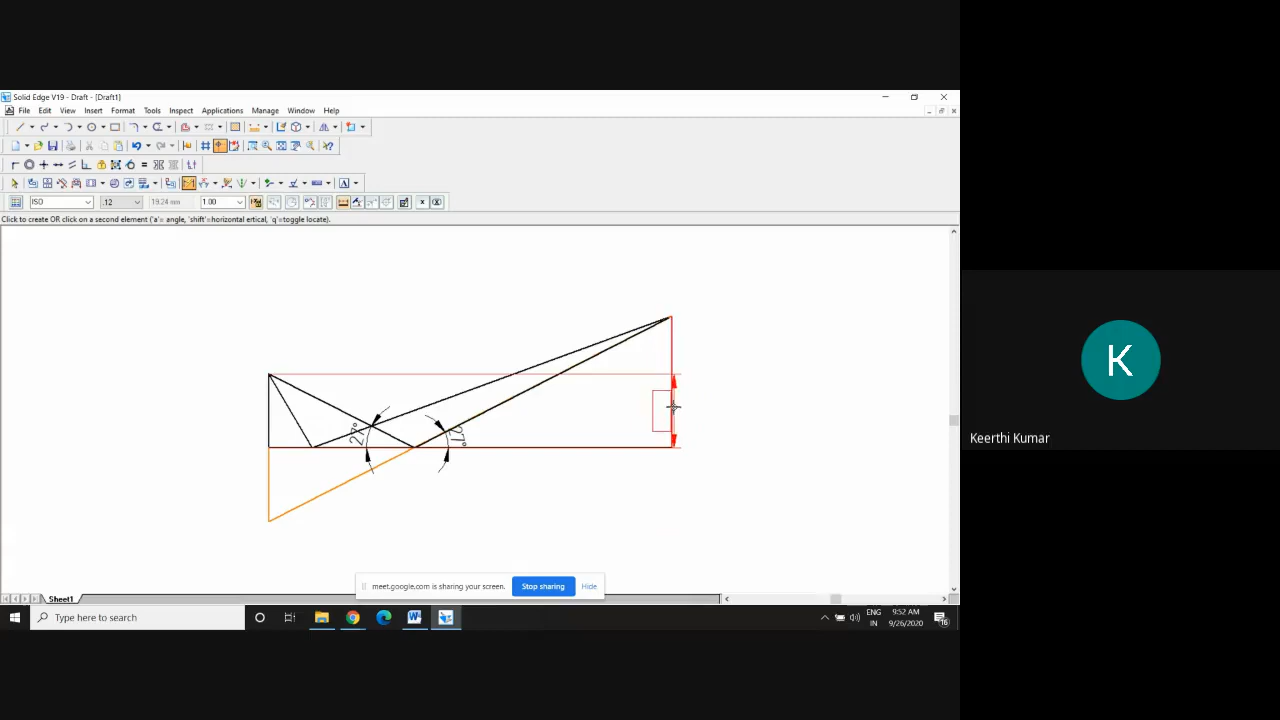 Solid Edge V19 - Draft - [Draft1]
File Edit View Insert Format Tools Inspect Applications Manage Window Help
ISO .12 19.24 mm 1.00
Click to create OR click on a second element ('a'= angle, 'shift'=horizontal ertical, 'q'=toggle locate).
27°
27°
K
Keerthi Kumar
meet.google.com is sharing your screen. Stop sharing Hide
Sheet1
Type here to search
ENG
IN
9:52 AM
9/26/2020